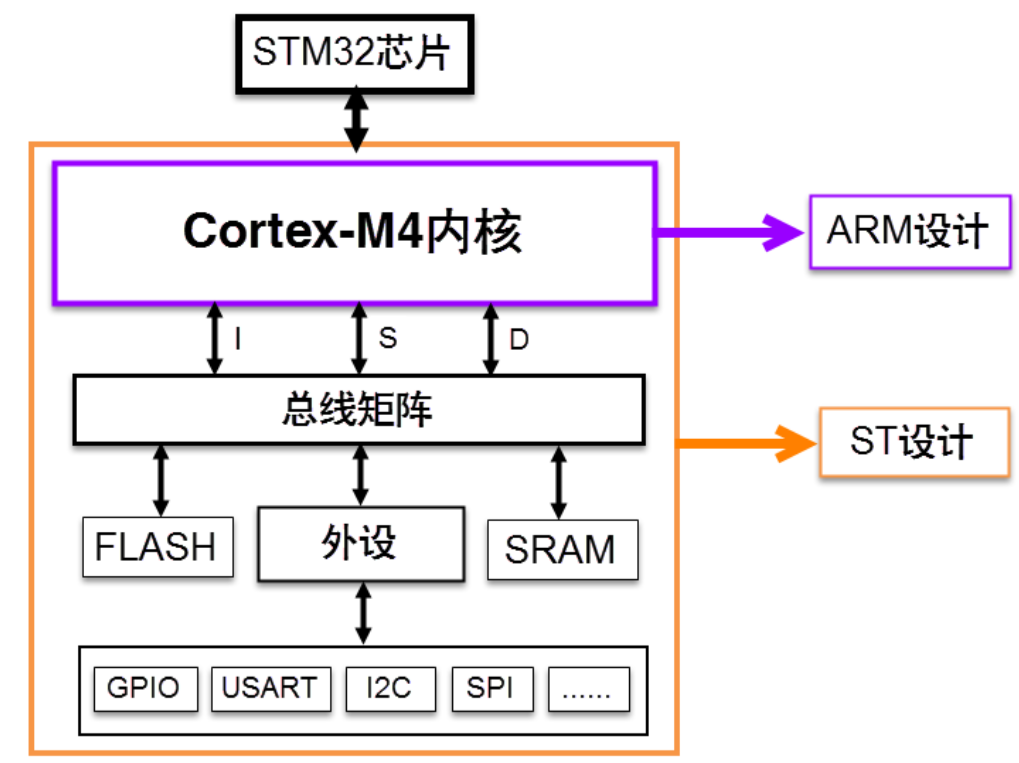 STM32芯片
Cortex-M4内核
ARM设计
I
S
D
总线矩阵
ST设计
FLASH
外设
SRAM
GPIO
USART
I2C
SPI
......